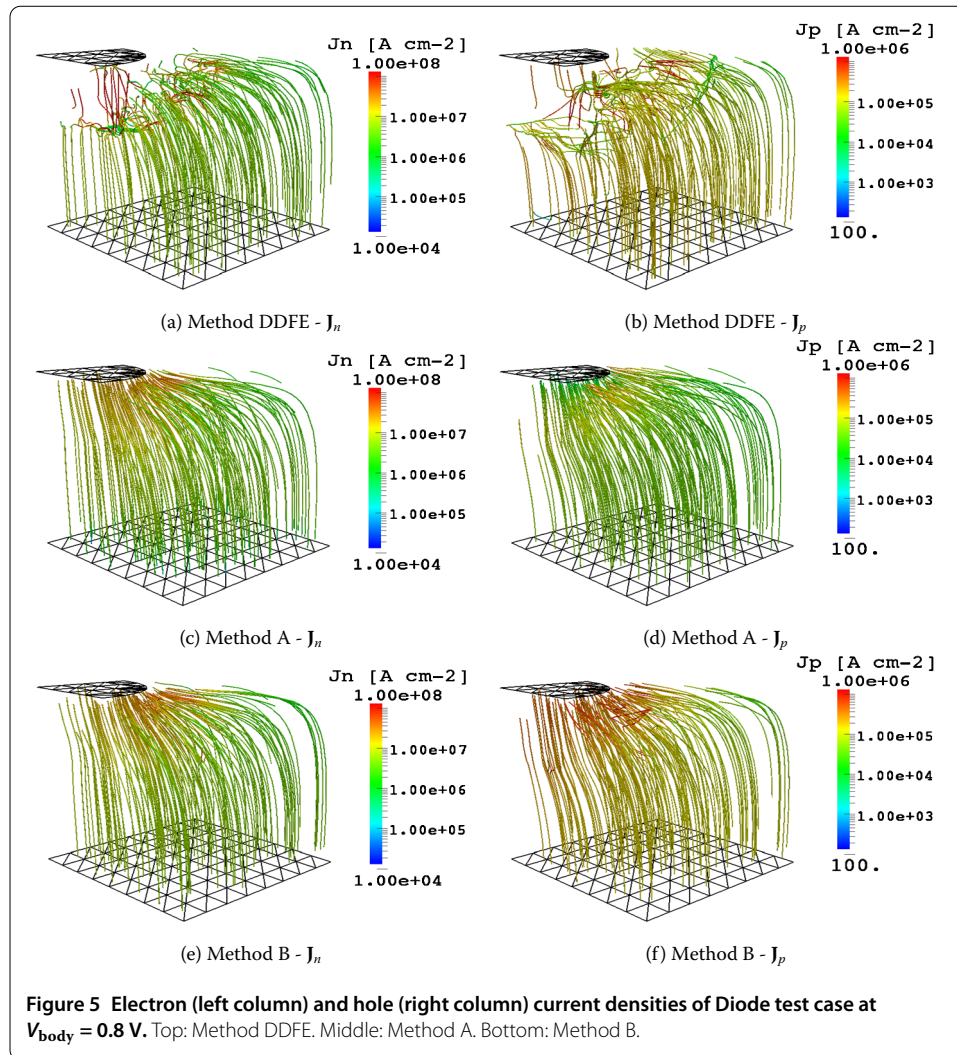 Jn [A cm-2]
1.00e+08
1.00e+07
1.00e+06
1.00e+05
1.00e+04
Jp [A cm-2]
1.00e+06
1.00e+05
1.00e+04
1.00e+03
100.
(a) Method DDFE - Jn
(b) Method DDFE - Jp
Jn [A cm-2]
1.00e+08
1.00e+07
1.00e+06
1.00e+05
1.00e+04
Jp [A cm-2]
1.00e+06
1.00e+05
1.00e+04
1.00e+03
100.
(c) Method A - Jn
(d) Method A - Jp
Jn [A cm-2]
1.00e+08
1.00e+07
1.00e+06
1.00e+05
1.00e+04
Jp [A cm-2]
1.00e+06
1.00e+05
1.00e+04
1.00e+03
100.
(e) Method B - Jn
(f) Method B - Jp
Figure 5 Electron (left column) and hole (right column) current densities of Diode test case at
Vbody = 0.8 V. Top: Method DDFE. Middle: Method A. Bottom: Method B.